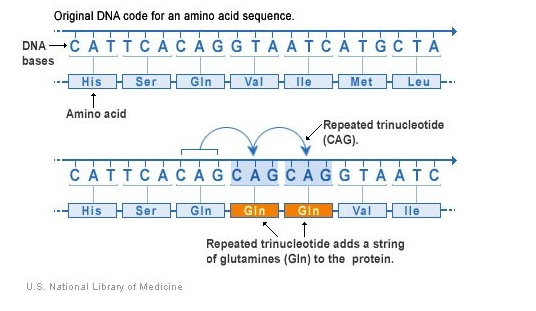 Original DNA code for an amino acid sequence.
DNA bases
C A T T C A C A G G T A A T C A T G C T A
His Ser Gln Val Ile Met Leu
Amino acid
Repeated trinucleotide
(CAG).
C A T T C A C A G C A G C A G G T A A T C
His Ser Gln Gln Gln Val Ile
Repeated trinucleotide adds a string
of glutamines (Gln) to the protein.
U.S. National Library of Medicine